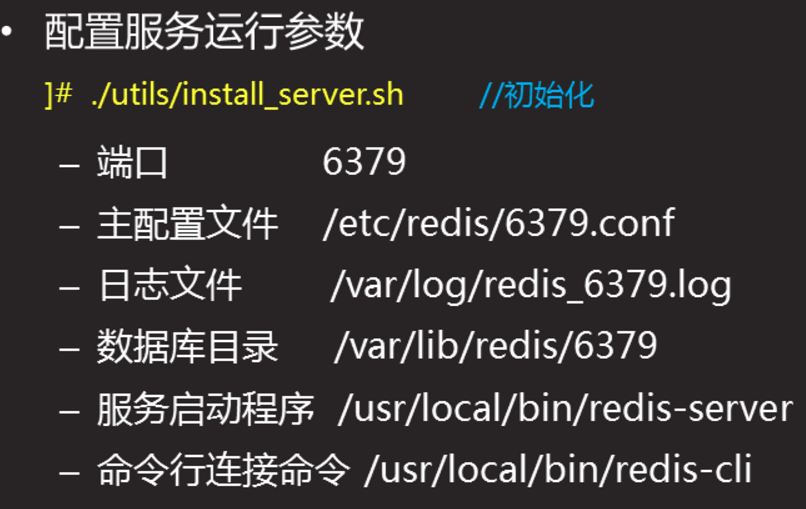 • 配置服务运行参数
]# ./utils/install_server.sh //初始化
– 端口 6379
– 主配置文件 /etc/redis/6379.conf
– 日志文件 /var/log/redis_6379.log
– 数据库目录 /var/lib/redis/6379
– 服务启动程序 /usr/local/bin/redis-server
– 命令行连接命令 /usr/local/bin/redis-cli